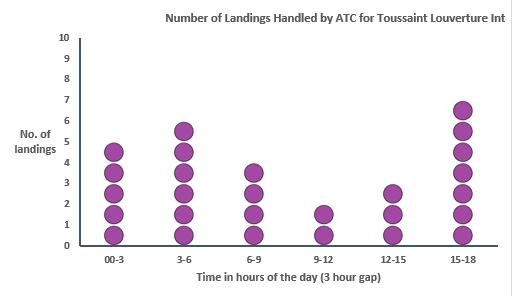 Number of Landings Handled by ATC for Toussaint Louverture Int
10
9
8
7
6
5
4
3
2
1
0
No. of
landings
00-3 3-6 6-9 9-12 12-15 15-18
Time in hours of the day (3 hour gap)